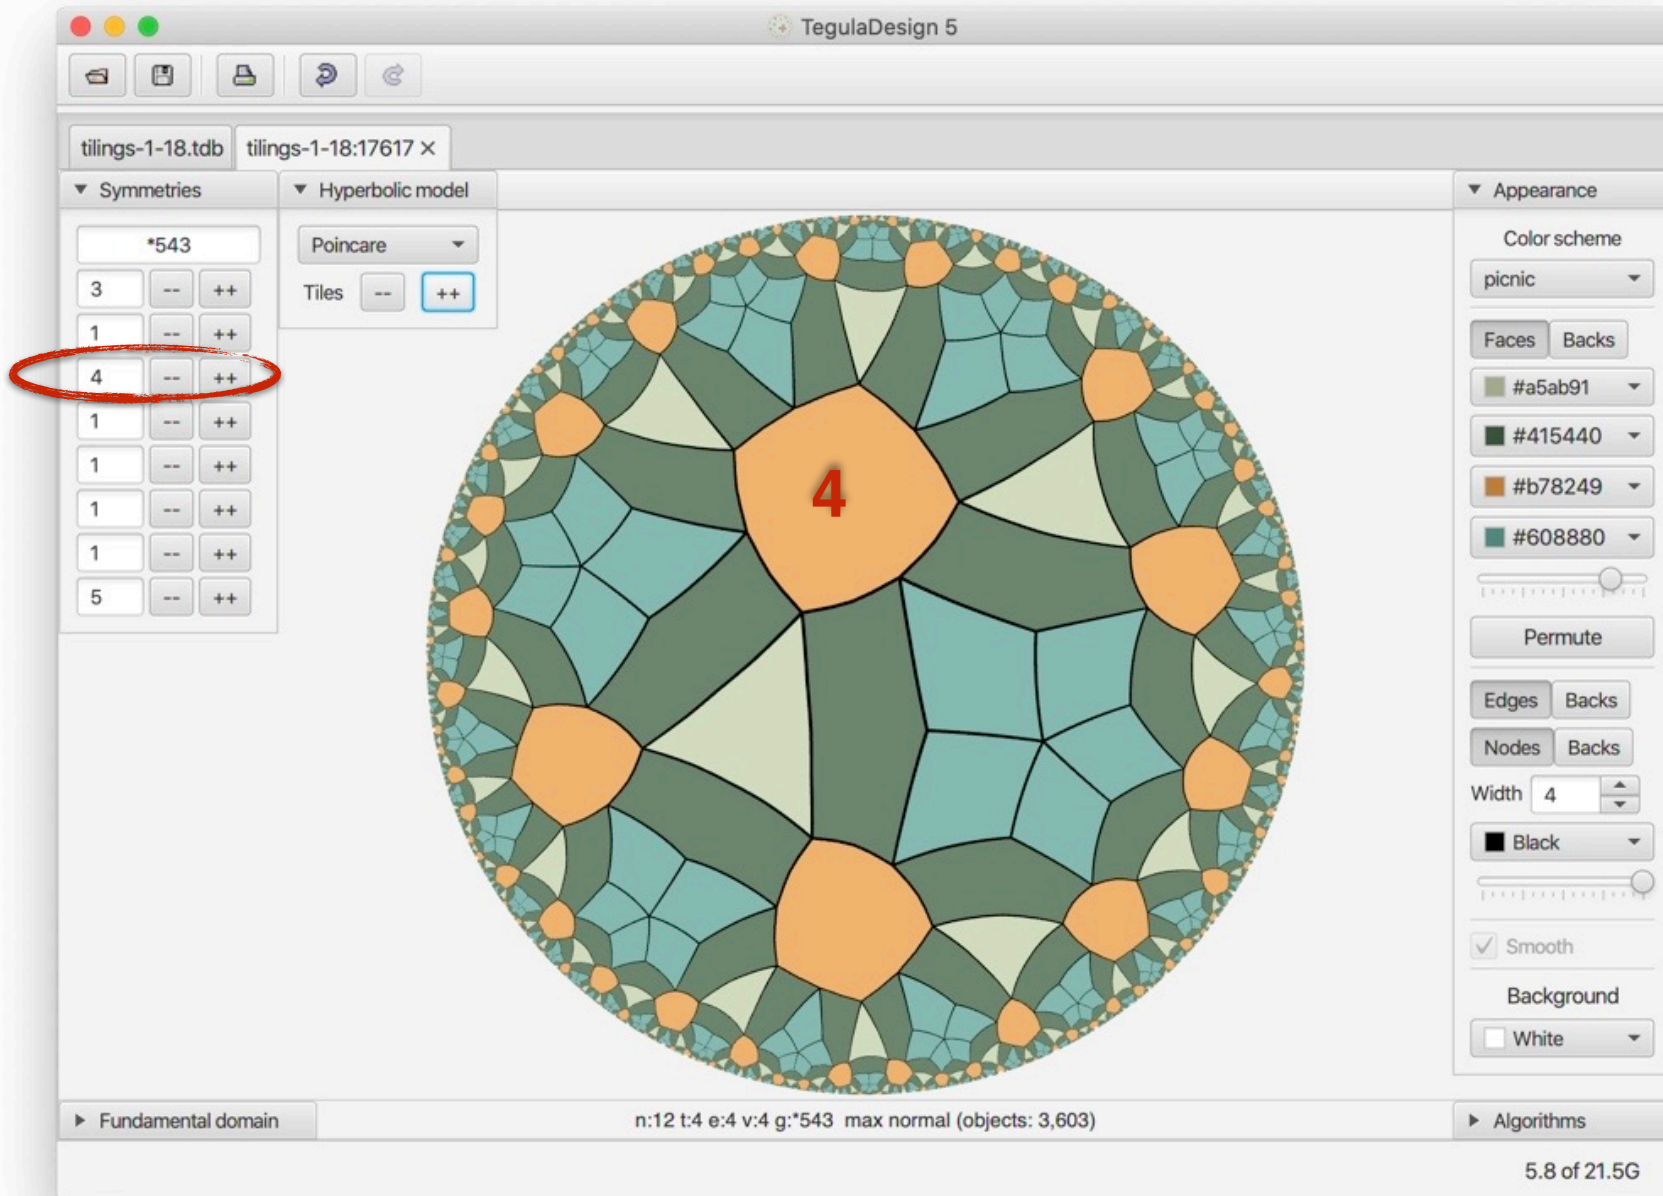 TegulaDesign 5
tilings-1-18.tdb
tilings-1-18:17617 ×
Symmetries
Hyperbolic model
Appearance
*543
3 -- ++
1 -- ++
4 -- ++
1 -- ++
1 -- ++
1 -- ++
1 -- ++
5 -- ++
Poincare
Tiles -- ++
4
Color scheme
picnic
Faces Backs
#a5ab91
#415440
#b78249
#608880
Permute
Edges Backs
Nodes Backs
Width 4
Black
Smooth
Background
White
Fundamental domain
n:12 t:4 e:4 v:4 g:*543 max normal (objects: 3,603)
Algorithms
5.8 of 21.5G